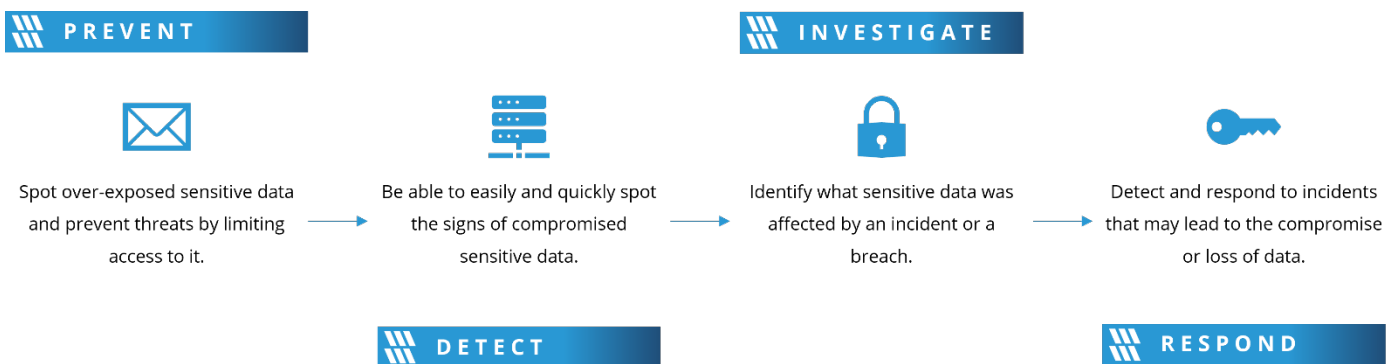 PREVENT
Spot over-exposed sensitive data
and prevent threats by limiting
access to it.
Be able to easily and quickly spot
the signs of compromised
sensitive data.
DETECT
INVESTIGATE
Identify what sensitive data was
affected by an incident or a
breach.
Detect and respond to incidents
that may lead to the compromise
or loss of data.
RESPOND